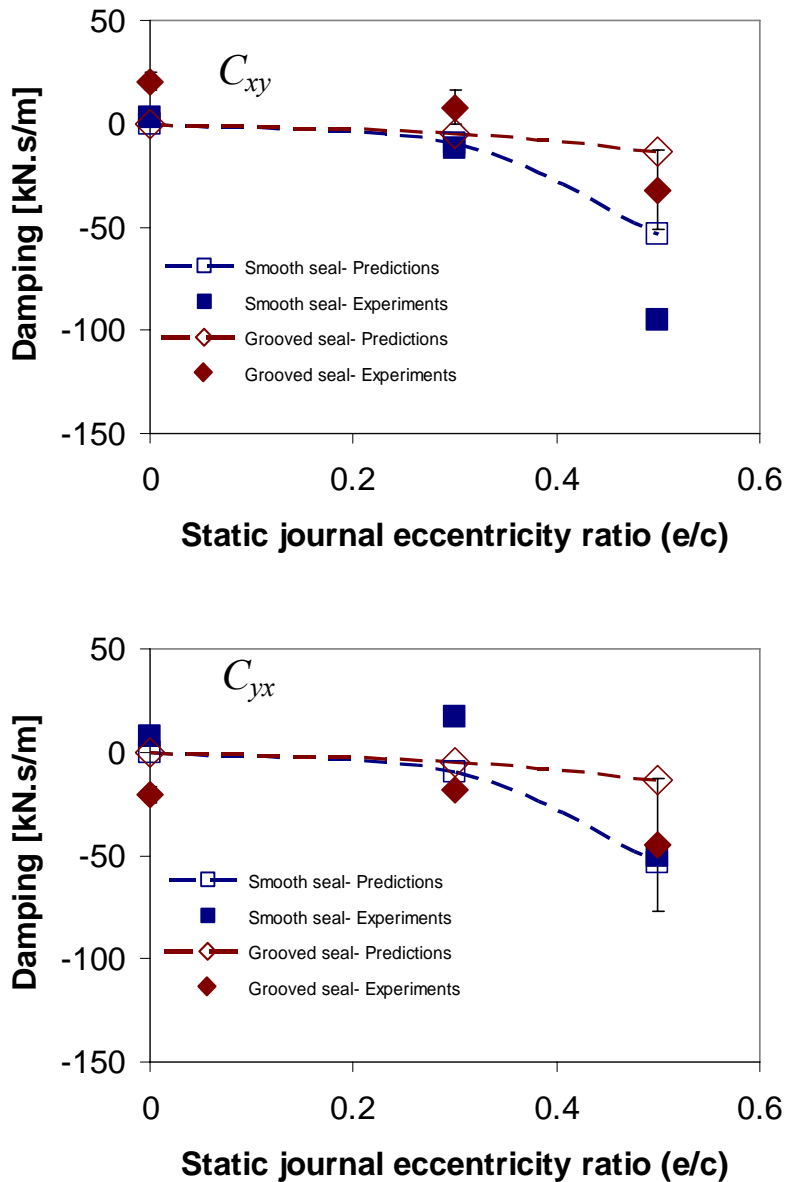 50
C_xy
0
-50
-100
-150
Damping [kN.s/m]
Smooth seal- Predictions
Smooth seal- Experiments
Grooved seal- Predictions
Grooved seal- Experiments
0 0.2 0.4 0.6
Static journal eccentricity ratio (e/c)
50
C_yx
0
-50
-100
-150
Damping [kN.s/m]
Smooth seal- Predictions
Smooth seal- Experiments
Grooved seal- Predictions
Grooved seal- Experiments
0 0.2 0.4 0.6
Static journal eccentricity ratio (e/c)